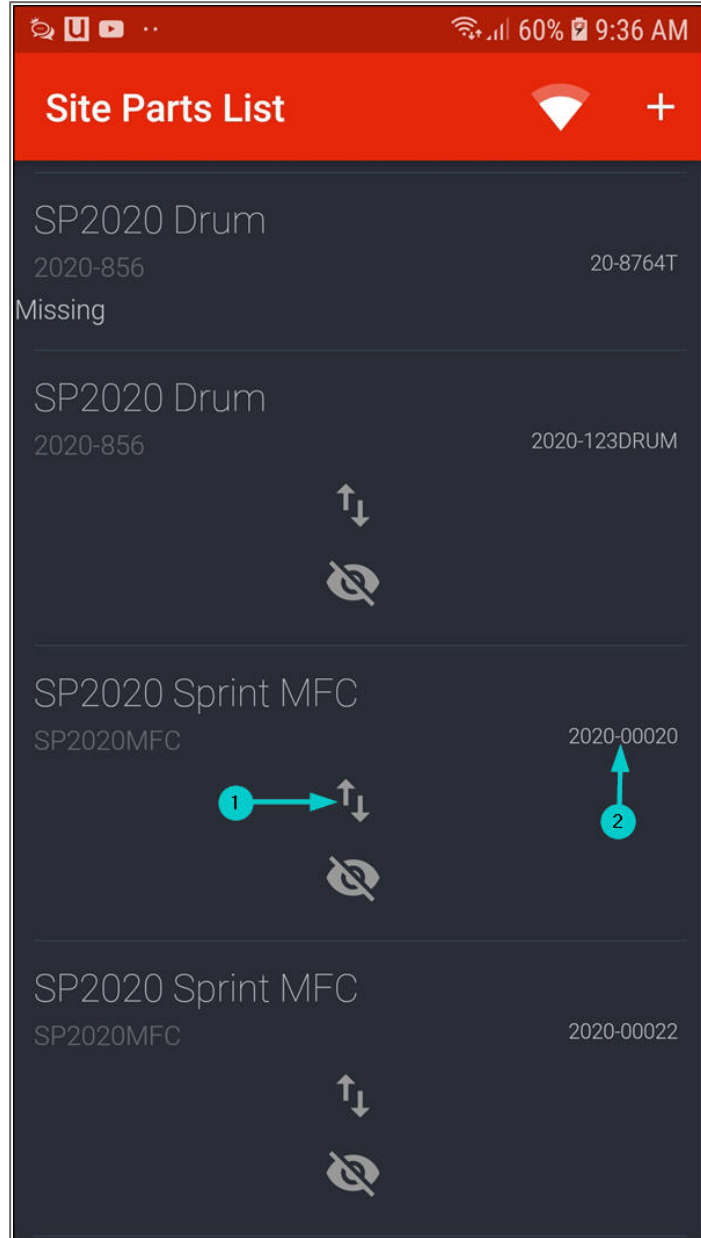 60% 9:36 AM
Site Parts List +
SP2020 Drum
2020-856 20-8764T
Missing
SP2020 Drum
2020-856 2020-123DRUM
SP2020 Sprint MFC
SP2020MFC 2020-00020
1
2
SP2020 Sprint MFC
SP2020MFC 2020-00022